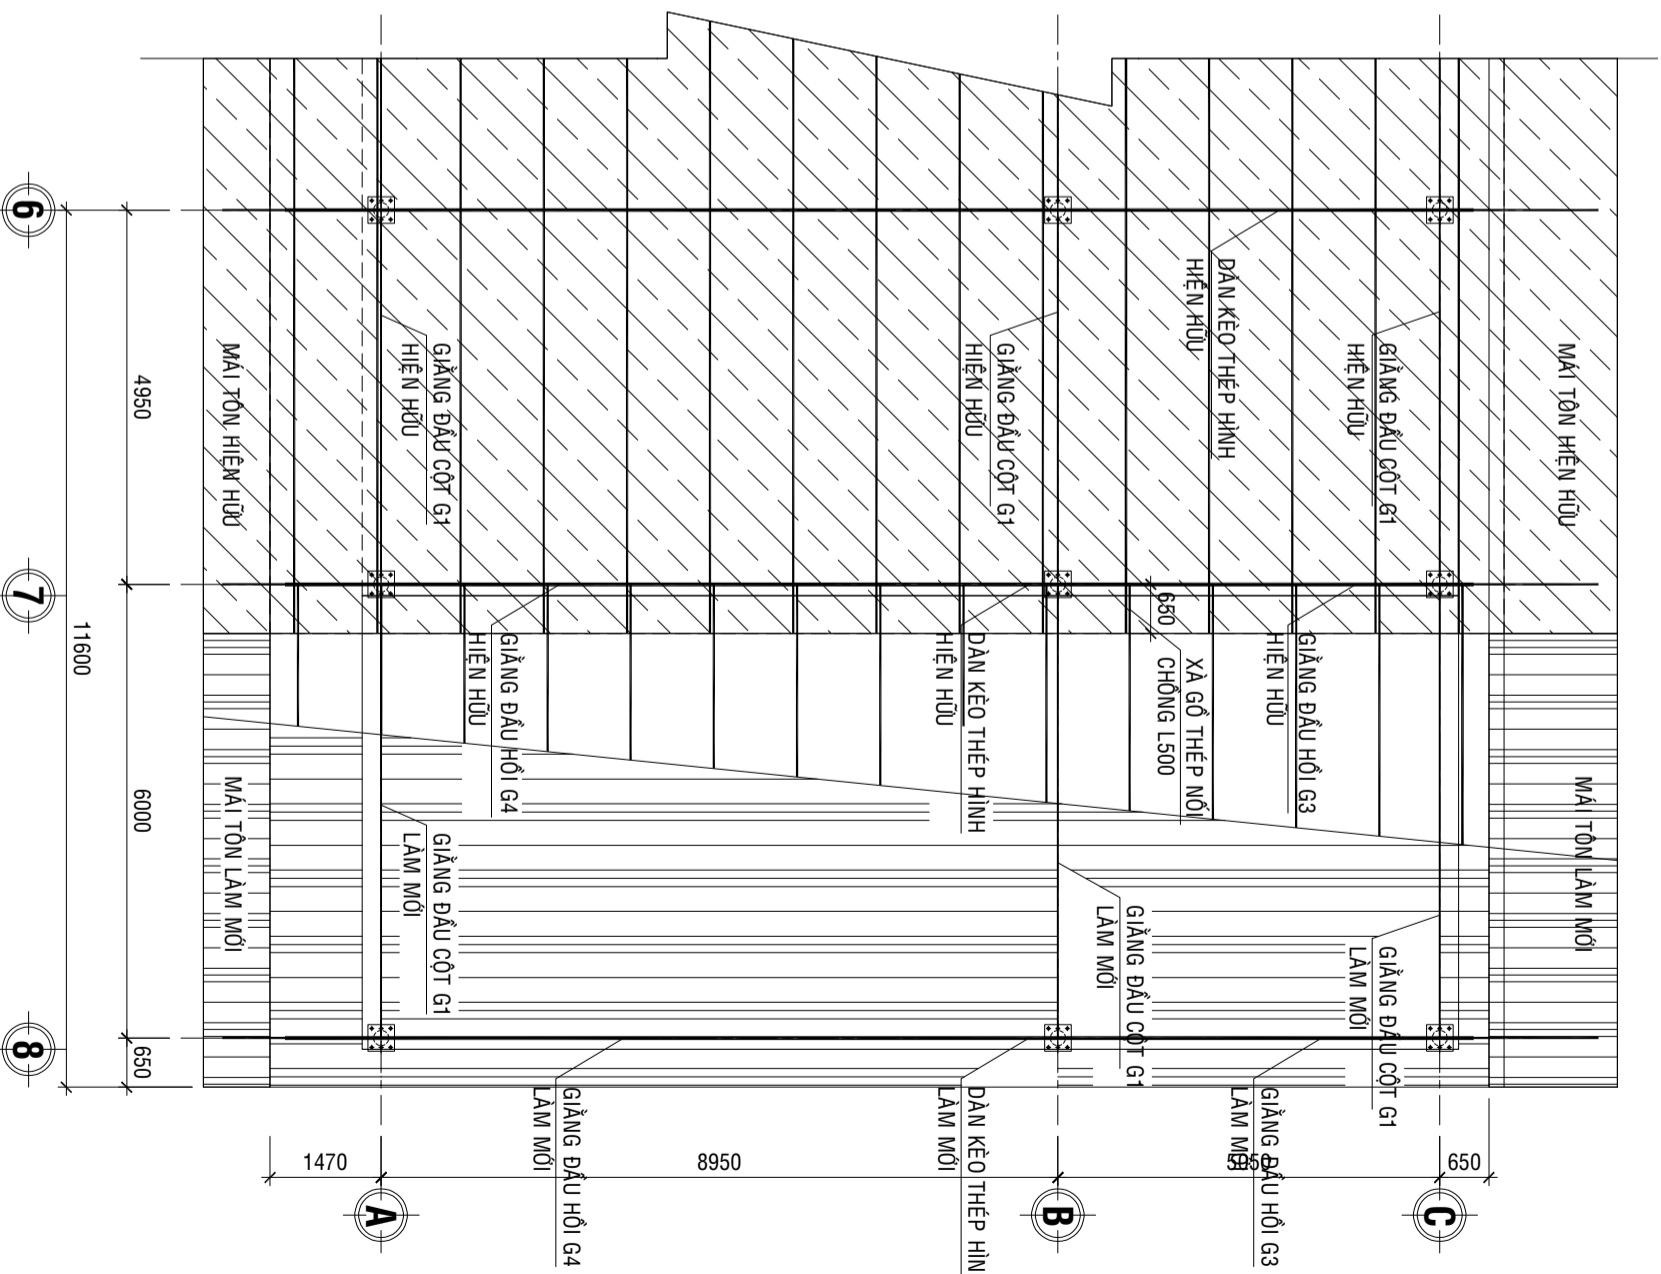 MÁI TÔN HIỆN HỮU
GIẰNG ĐẦU CỘT G1
HIỆN HỮU
DÀN KÈO THÉP HÌNH
HIỆN HỮU
GIẰNG ĐẦU CỘT G1
HIỆN HỮU
GIẰNG ĐẦU CỘT G1
HIỆN HỮU
MÁI TÔN HIỆN HỮU
GIẰNG ĐẦU HỒI G3
HIỆN HỮU
650
XÀ GỒ THÉP NỐI
CHỒNG L500
DÀN KÈO THÉP HÌNH
HIỆN HỮU
GIẰNG ĐẦU HỒI G4
HIỆN HỮU
MÁI TÔN LÀM MỚI
GIẰNG ĐẦU CỘT G1
LÀM MỚI
GIẰNG ĐẦU CỘT G1
LÀM MỚI
GIẰNG ĐẦU CỘT G1
LÀM MỚI
MÁI TÔN LÀM MỚI
GIẰNG ĐẦU HỒI G3
LÀM MỚI
DÀN KÈO THÉP HÌN
LÀM MỚI
GIẰNG ĐẦU HỒI G4
LÀM MỚI
4950
6000
650
11600
6
7
8
1470
8950
5050
650
A
B
C